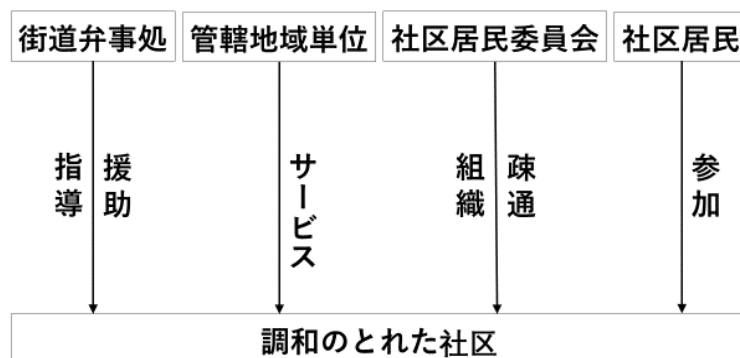 街道弁事処
管轄地域単位
社区居民委員会
社区居民
指導
援助
サービス
組織
疎通
参加
調和のとれた社区